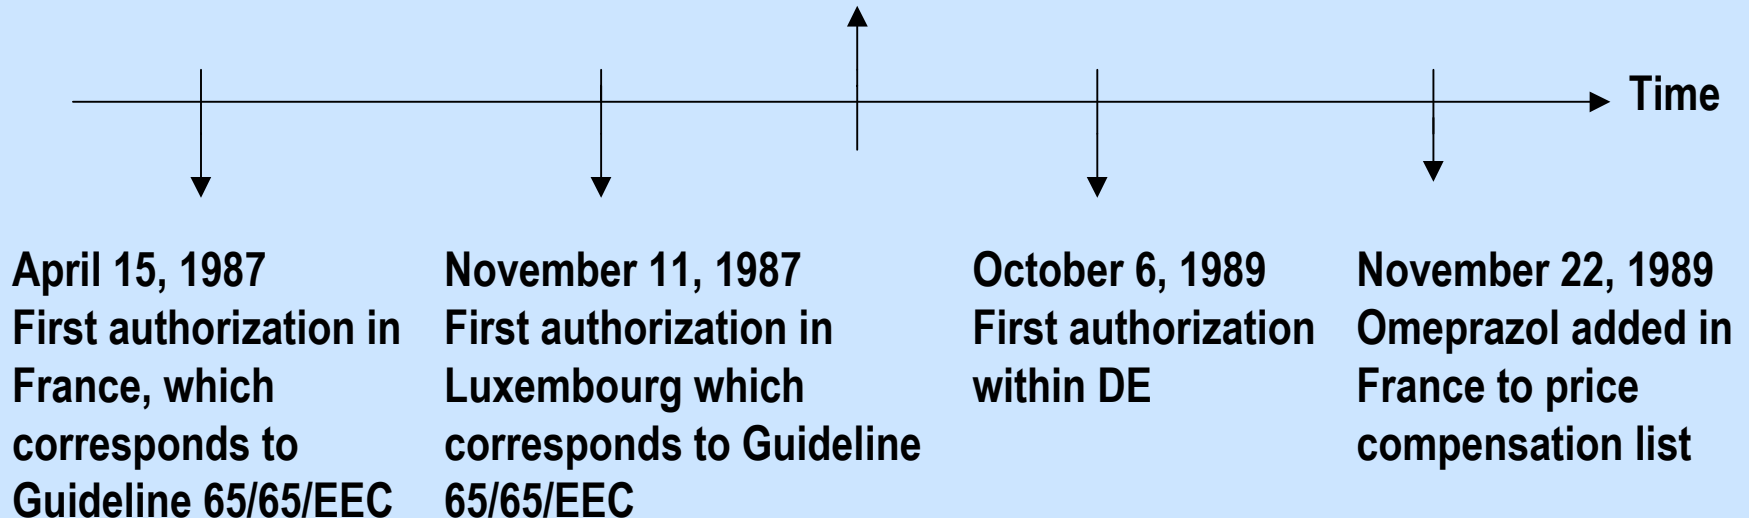 Time
April 15, 1987
First authorization in
France, which
corresponds to
Guideline 65/65/EEC
November 11, 1987
First authorization in
Luxembourg which
corresponds to Guideline
65/65/EEC
October 6, 1989
First authorization
within DE
November 22, 1989
Omeprazol added in
France to price
compensation list